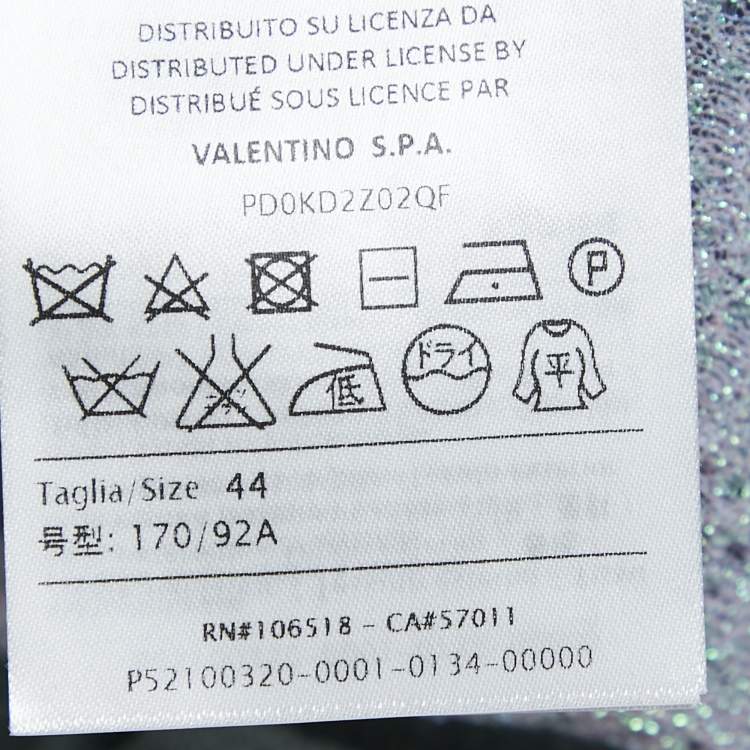 DISTRIBUITO SU LICENZA DA
DISTRIBUTED UNDER LICENSE BY
DISTRIBUÉ SOUS LICENCE PAR
VALENTINO S.P.A.
PD0KD2Z02QF
P
低 ドライ 平
Taglia/Size 44
号型: 170/92A
RN#106518 - CA#57011
P52100320-0001-0134-00000